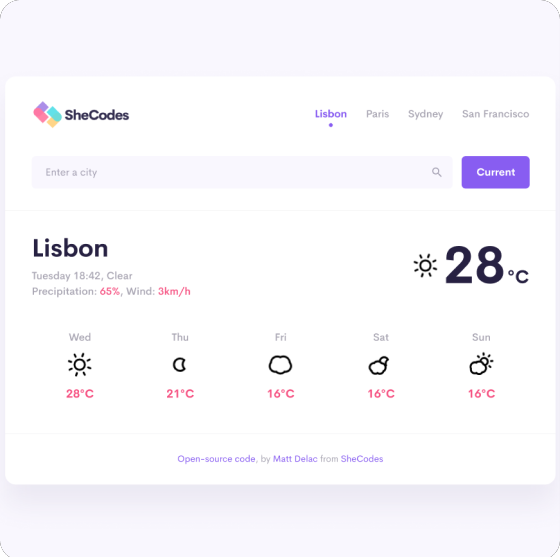 SheCodes
Lisbon Paris Sydney San Francisco
Enter a city
Current
Lisbon
Tuesday 18:42, Clear
Precipitation: 65%, Wind: 3km/h
28°C
Wed Thu Fri Sat Sun
28°C 21°C 16°C 16°C 16°C
Open-source code, by Matt Delac from SheCodes